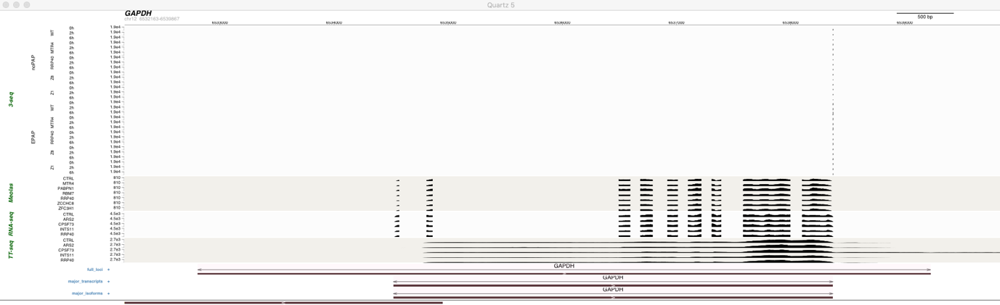 Quartz 5
GAPDH
chr12 6532163-6539867
500 bp
6533000 6534000 6535000 6536000 6537000 6538000 6539000
3-seq
noPAP
WT
0h 1.9e4
2h 1.9e4
6h 1.9e4
MTR4
0h 1.9e4
2h 1.9e4
6h 1.9e4
RRP40
0h 1.9e4
2h 1.9e4
6h 1.9e4
Z8
0h 1.9e4
2h 1.9e4
6h 1.9e4
Z1
0h 1.9e4
2h 1.9e4
6h 1.9e4
EPAP
WT
0h 1.9e4
2h 1.9e4
6h 1.9e4
MTR4
0h 1.9e4
2h 1.9e4
6h 1.9e4
RRP40
0h 1.9e4
2h 1.9e4
6h 1.9e4
Z8
0h 1.9e4
2h 1.9e4
6h 1.9e4
Z1
0h 1.9e4
2h 1.9e4
6h 1.9e4
Meolas
CTRL 810
MTR4 810
PABPN1 810
RBM7 810
RRP40 810
ZCCHC8 810
ZFC3H1 810
RNA-seq
CTRL 4.5e3
ARS2 4.5e3
CPSF73 4.5e3
INTS11 4.5e3
RRP40 4.5e3
TT-seq
CTRL 2.7e3
ARS2 2.7e3
CPSF73 2.7e3
INTS11 2.7e3
RRP40 2.7e3
full_loci + GAPDH
major_transcripts + GAPDH
major_isoforms + GAPDH